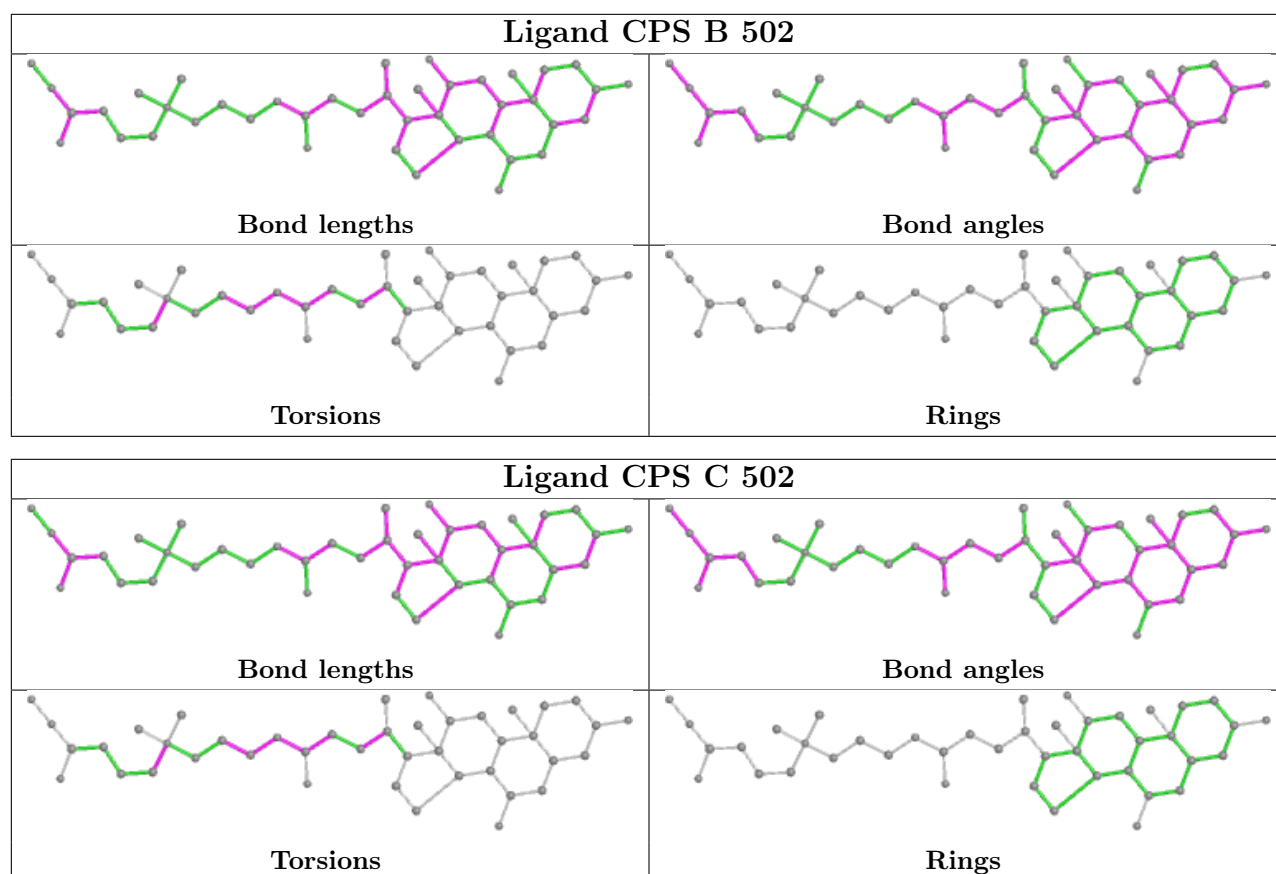 Ligand CPS B 502
Bond lengths
Bond angles
Torsions
Rings
Ligand CPS C 502
Bond lengths
Bond angles
Torsions
Rings